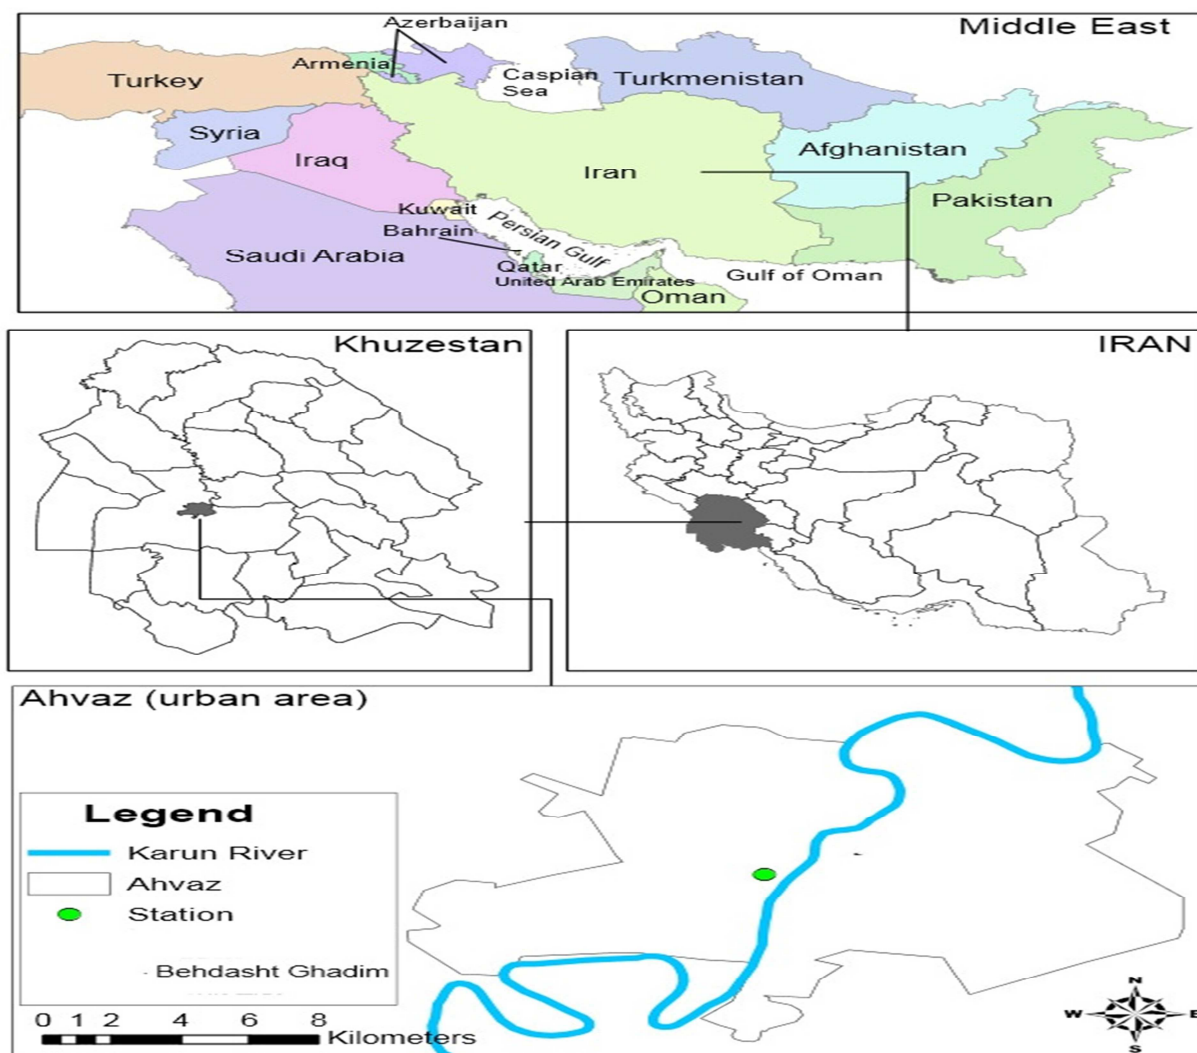 Middle East
Azerbaijan
Armenia
Caspian
Sea
Turkey
Turkmenistan
Syria
Iraq
Iran
Afghanistan
Pakistan
Kuwait
Bahrain
Persian Gulf
Saudi Arabia
Qatar
United Arab Emirates
Gulf of Oman
Oman
Khuzestan
IRAN
Ahvaz (urban area)
Legend
Karun River
Ahvaz
Station
Behdasht Ghadim
0 1 2 4 6 8
Kilometers
N
W E
S